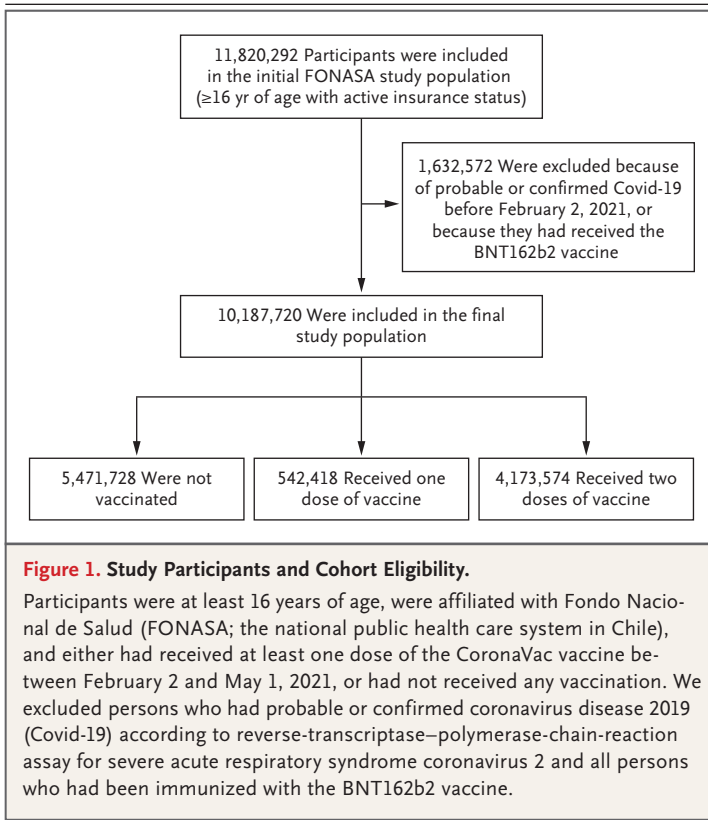 11,820,292 Participants were included
in the initial FONASA study population
(≥16 yr of age with active insurance status)
1,632,572 Were excluded because
of probable or confirmed Covid-19
before February 2, 2021, or
because they had received the
BNT162b2 vaccine
10,187,720 Were included in the final
study population
5,471,728 Were not
vaccinated
542,418 Received one
dose of vaccine
4,173,574 Received two
doses of vaccine
Figure 1. Study Participants and Cohort Eligibility.
Participants were at least 16 years of age, were affiliated with Fondo Nacio-
nal de Salud (FONASA; the national public health care system in Chile),
and either had received at least one dose of the CoronaVac vaccine be-
tween February 2 and May 1, 2021, or had not received any vaccination. We
excluded persons who had probable or confirmed coronavirus disease 2019
(Covid-19) according to reverse-transcriptase–polymerase-chain-reaction
assay for severe acute respiratory syndrome coronavirus 2 and all persons
who had been immunized with the BNT162b2 vaccine.